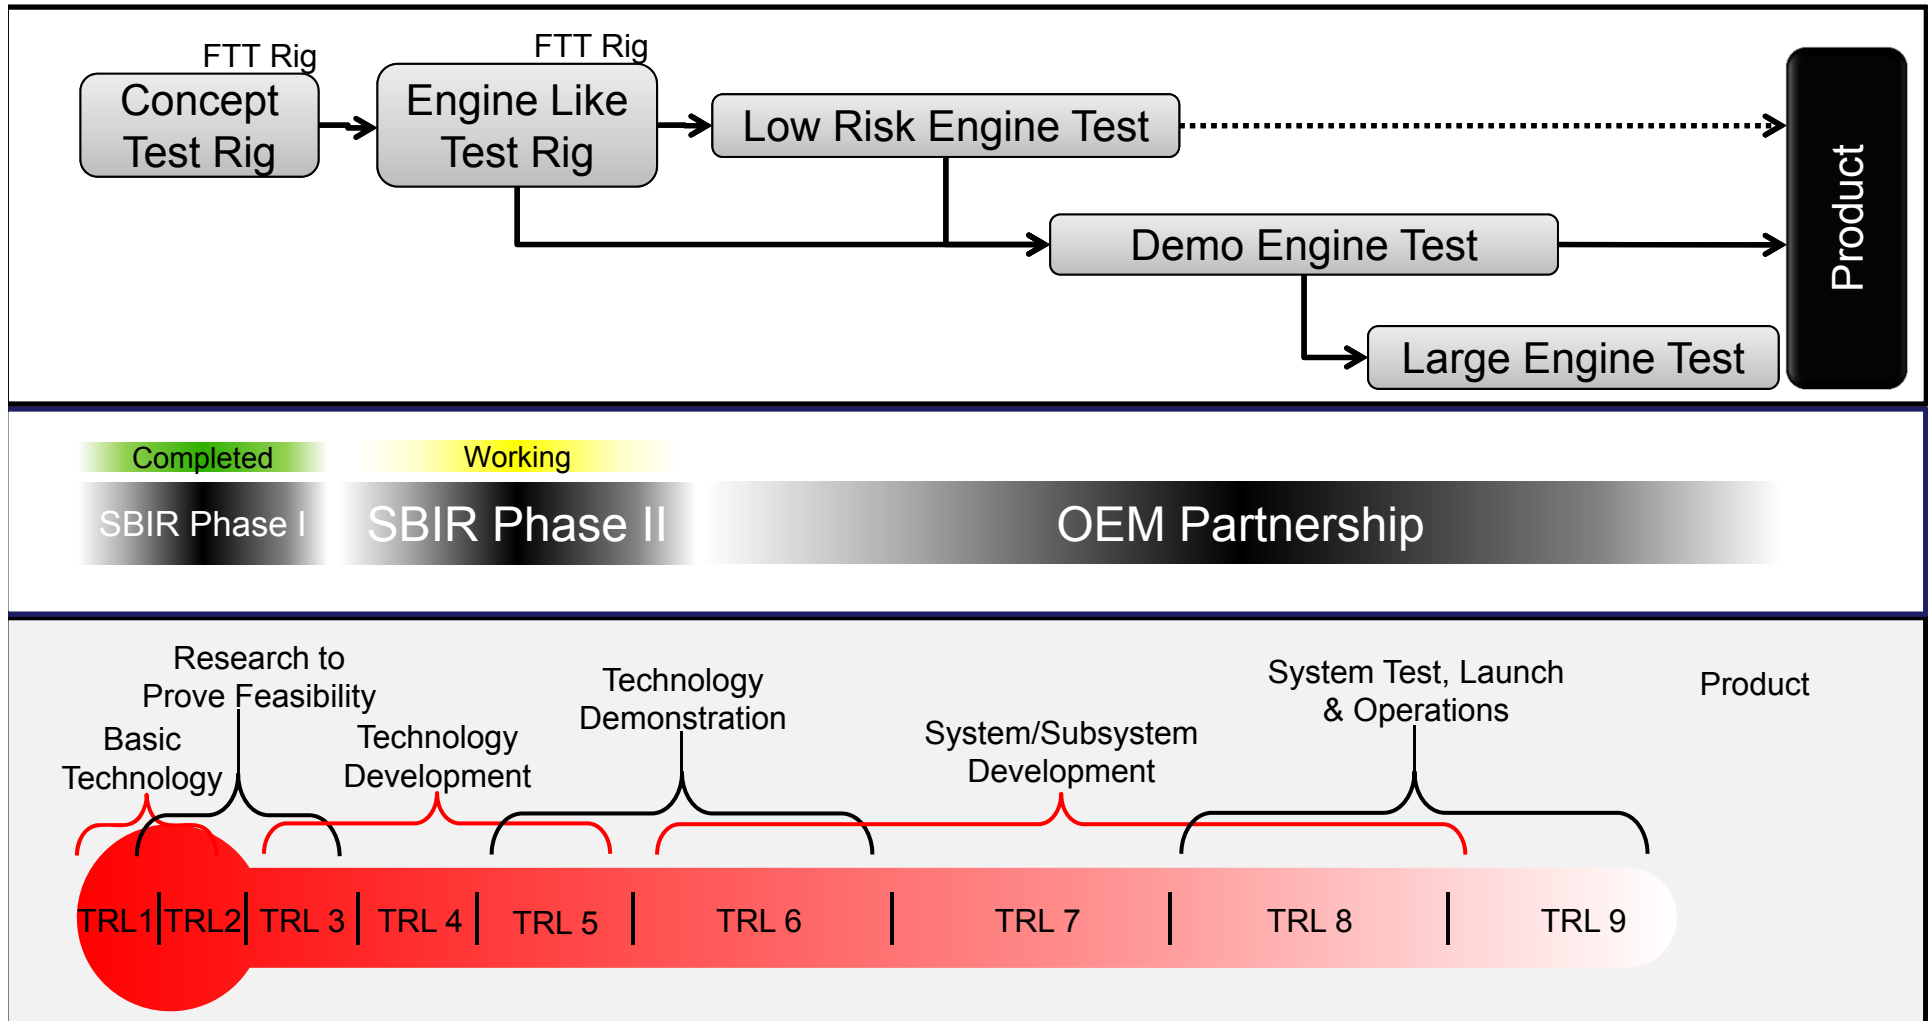 FTT Rig
FTT Rig
Concept
Test Rig
Engine Like
Test Rig
Low Risk Engine Test
Demo Engine Test
Large Engine Test
Product
Completed
Working
SBIR Phase I
SBIR Phase II
OEM Partnership
Research to
Prove Feasibility
Basic
Technology
Technology
Development
Technology
Demonstration
System/Subsystem
Development
System Test, Launch
& Operations
Product
TRL1
TRL2
TRL 3
TRL 4
TRL 5
TRL 6
TRL 7
TRL 8
TRL 9